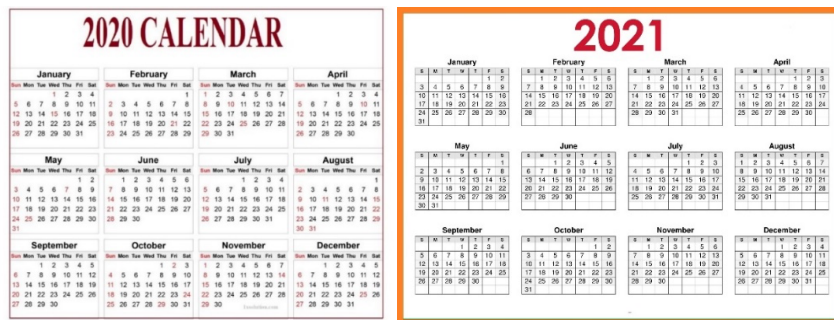 2020 CALENDAR
January
Sun Mon Tue Wed Thu Fri Sat
1 2 3 4
5 6 7 8 9 10 11
12 13 14 15 16 17 18
19 20 21 22 23 24 25
26 27 28 29 30 31
February
Sun Mon Tue Wed Thu Fri Sat
1
2 3 4 5 6 7 8
9 10 11 12 13 14 15
16 17 18 19 20 21 22
23 24 25 26 27 28 29
March
Sun Mon Tue Wed Thu Fri Sat
1 2 3 4 5 6 7
8 9 10 11 12 13 14
15 16 17 18 19 20 21
22 23 24 25 26 27 28
29 30 31
April
Sun Mon Tue Wed Thu Fri Sat
1 2 3 4
5 6 7 8 9 10 11
12 13 14 15 16 17 18
19 20 21 22 23 24 25
26 27 28 29 30
May
Sun Mon Tue Wed Thu Fri Sat
1 2
3 4 5 6 7 8 9
10 11 12 13 14 15 16
17 18 19 20 21 22 23
24 25 26 27 28 29 30
31
June
Sun Mon Tue Wed Thu Fri Sat
1 2 3 4 5 6
7 8 9 10 11 12 13
14 15 16 17 18 19 20
21 22 23 24 25 26 27
28 29 30
July
Sun Mon Tue Wed Thu Fri Sat
1 2 3 4
5 6 7 8 9 10 11
12 13 14 15 16 17 18
19 20 21 22 23 24 25
26 27 28 29 30 31
August
Sun Mon Tue Wed Thu Fri Sat
1
2 3 4 5 6 7 8
9 10 11 12 13 14 15
16 17 18 19 20 21 22
23 24 25 26 27 28 29
30 31
September
Sun Mon Tue Wed Thu Fri Sat
1 2 3 4 5
6 7 8 9 10 11 12
13 14 15 16 17 18 19
20 21 22 23 24 25 26
27 28 29 30
October
Sun Mon Tue Wed Thu Fri Sat
1 2 3
4 5 6 7 8 9 10
11 12 13 14 15 16 17
18 19 20 21 22 23 24
25 26 27 28 29 30 31
November
Sun Mon Tue Wed Thu Fri Sat
1 2 3 4 5 6 7
8 9 10 11 12 13 14
15 16 17 18 19 20 21
22 23 24 25 26 27 28
29 30
December
Sun Mon Tue Wed Thu Fri Sat
1 2 3 4 5
6 7 8 9 10 11 12
13 14 15 16 17 18 19
20 21 22 23 24 25 26
27 28 29 30 31
2021
January
S M T W T F S
1 2
3 4 5 6 7 8 9
10 11 12 13 14 15 16
17 18 19 20 21 22 23
24 25 26 27 28 29 30
31
February
S M T W T F S
1 2 3 4 5 6
7 8 9 10 11 12 13
14 15 16 17 18 19 20
21 22 23 24 25 26 27
28
March
S M T W T F S
1 2 3 4 5 6
7 8 9 10 11 12 13
14 15 16 17 18 19 20
21 22 23 24 25 26 27
28 29 30 31
April
S M T W T F S
1 2 3
4 5 6 7 8 9 10
11 12 13 14 15 16 17
18 19 20 21 22 23 24
25 26 27 28 29 30
May
S M T W T F S
1
2 3 4 5 6 7 8
9 10 11 12 13 14 15
16 17 18 19 20 21 22
23 24 25 26 27 28 29
30 31
June
S M T W T F S
1 2 3 4 5
6 7 8 9 10 11 12
13 14 15 16 17 18 19
20 21 22 23 24 25 26
27 28 29 30
July
S M T W T F S
1 2 3
4 5 6 7 8 9 10
11 12 13 14 15 16 17
18 19 20 21 22 23 24
25 26 27 28 29 30 31
August
S M T W T F S
1 2 3 4 5 6 7
8 9 10 11 12 13 14
15 16 17 18 19 20 21
22 23 24 25 26 27 28
29 30 31
September
S M T W T F S
1 2 3 4
5 6 7 8 9 10 11
12 13 14 15 16 17 18
19 20 21 22 23 24 25
26 27 28 29 30
October
S M T W T F S
1 2
3 4 5 6 7 8 9
10 11 12 13 14 15 16
17 18 19 20 21 22 23
24 25 26 27 28 29 30
31
November
S M T W T F S
1 2 3 4 5 6
7 8 9 10 11 12 13
14 15 16 17 18 19 20
21 22 23 24 25 26 27
28 29 30
December
S M T W T F S
1 2 3 4
5 6 7 8 9 10 11
12 13 14 15 16 17 18
19 20 21 22 23 24 25
26 27 28 29 30 31